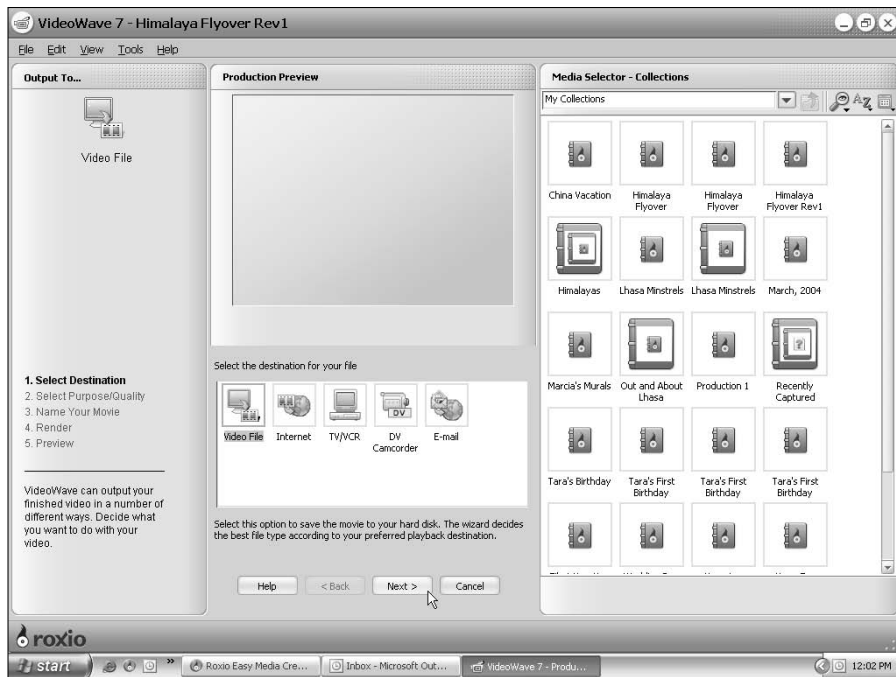 VideoWave 7 - Himalaya Flyover Rev1
File Edit View Tools Help
Output To...
Video File
1. Select Destination
2. Select Purpose/Quality
3. Name Your Movie
4. Render
5. Preview
VideoWave can output your
finished video in a number of
different ways. Decide what
you want to do with your
video.
Production Preview
Select the destination for your file
Video File
Internet
TV/VCR
DV
DV
Camcorder
E-mail
Select this option to save the movie to your hard disk. The wizard decides
the best file type according to your preferred playback destination.
Help
< Back
Next >
Cancel
Media Selector - Collections
My Collections
AZ
China Vacation
Himalaya
Flyover
Himalaya
Flyover
Himalaya
Flyover Rev1
Himalayas
Lhasa Minstrels
Lhasa Minstrels
March, 2004
Marcia's Murals
Out and About
Lhasa
Production 1
?
Recently
Captured
Tara's Birthday
Tara's First
Birthday
Tara's First
Birthday
Tara's First
Birthday
roxio
start
»
Roxio Easy Media Cre...
Inbox - Microsoft Out...
VideoWave 7 - Produ...
12:02 PM